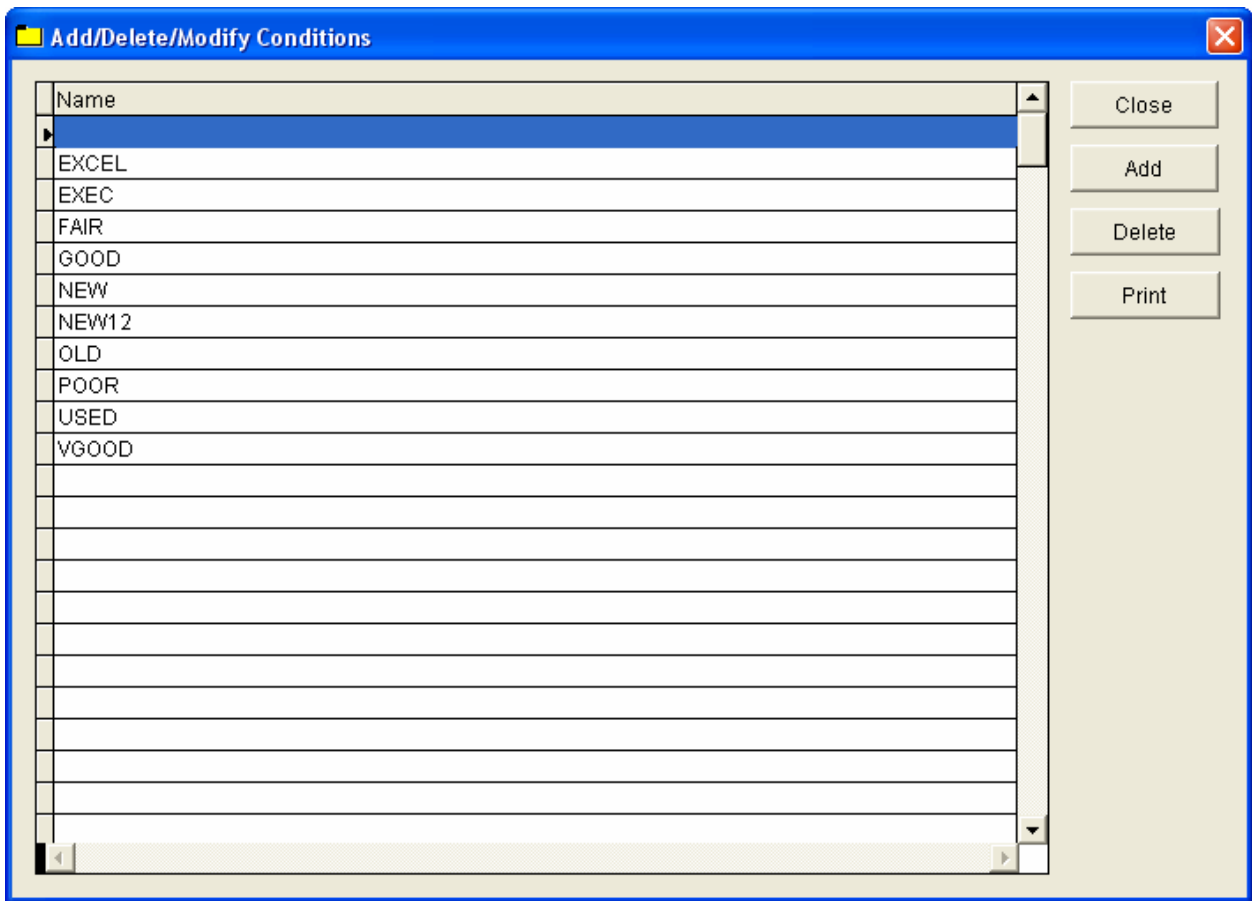 Add/Delete/Modify Conditions
Name
EXCEL
EXEC
FAIR
GOOD
NEW
NEW12
OLD
POOR
USED
VGOOD
Close
Add
Delete
Print